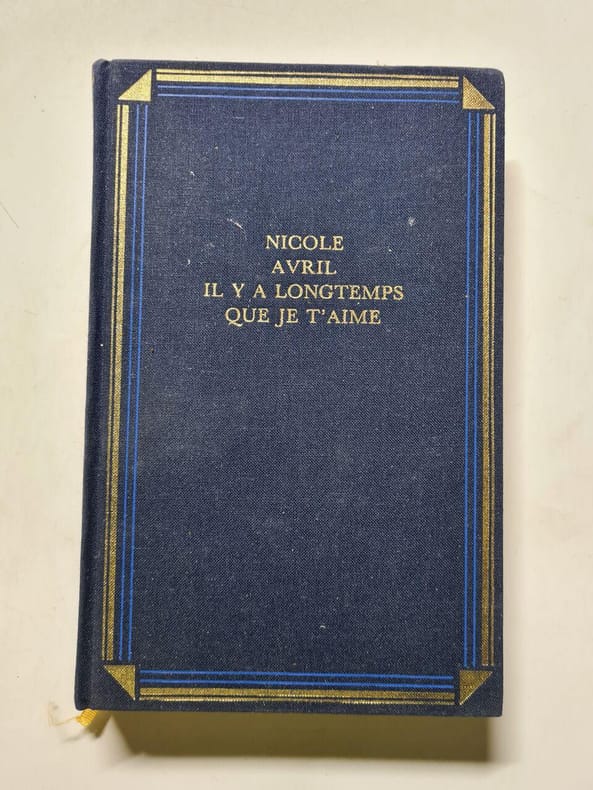 NICOLE
AVRIL
IL Y A LONGTEMPS
QUE JE T'AIME